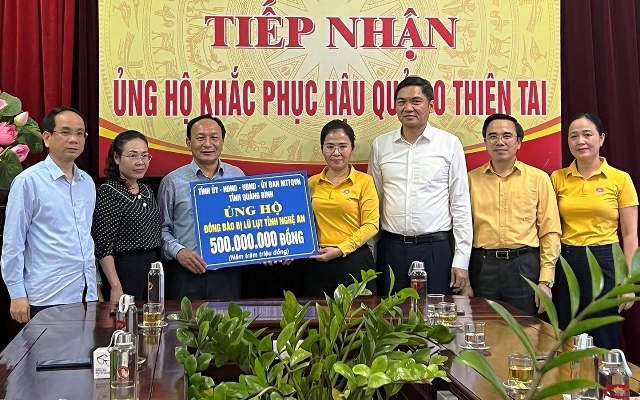 TIẾP NHẬN
ỦNG HỘ KHẮC PHỤC HẬU QUẢ DO THIÊN TAI
TỈNH ỦY - HĐND - UBND - ỦY BAN MTTQVN
TỈNH QUẢNG BÌNH
ỦNG HỘ
ĐỒNG BÀO BỊ LŨ LỤT TỈNH NGHỆ AN
500.000.000 ĐỒNG
(Năm trăm triệu đồng)